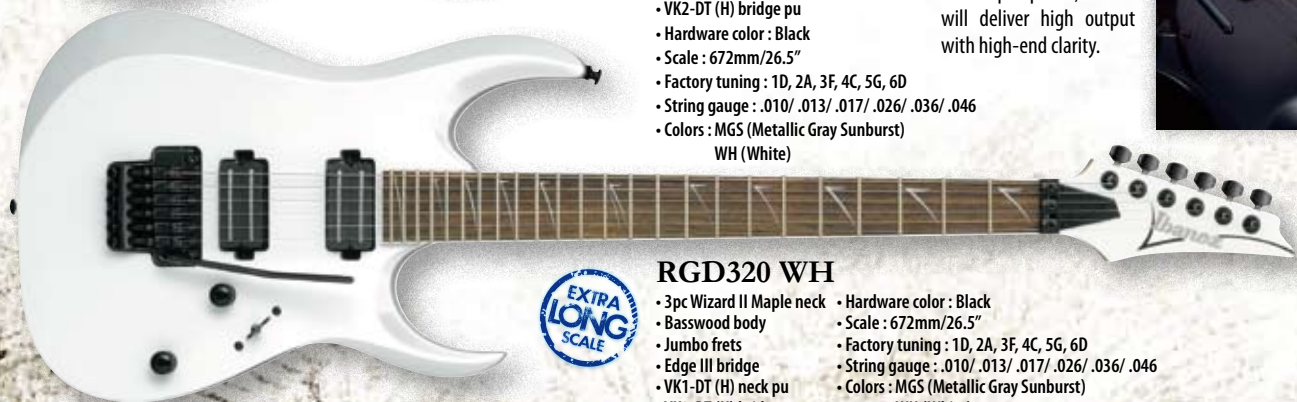 • VK2-DT (H) bridge pu
• Hardware color : Black
• Scale : 672mm/26.5”
• Factory tuning : 1D, 2A, 3F, 4C, 5G, 6D
• String gauge : .010/ .013/ .017/ .026/ .036/ .046
• Colors : MGS (Metallic Gray Sunburst)
WH (White)
will deliver high output
with high-end clarity.
Ibanez
EXTRA
LONG
SCALE
RGD320 WH
• 3pc Wizard II Maple neck
• Basswood body
• Jumbo frets
• Edge III bridge
• VK1-DT (H) neck pu
• Hardware color : Black
• Scale : 672mm/26.5”
• Factory tuning : 1D, 2A, 3F, 4C, 5G, 6D
• String gauge : .010/ .013/ .017/ .026/ .036/ .046
• Colors : MGS (Metallic Gray Sunburst)